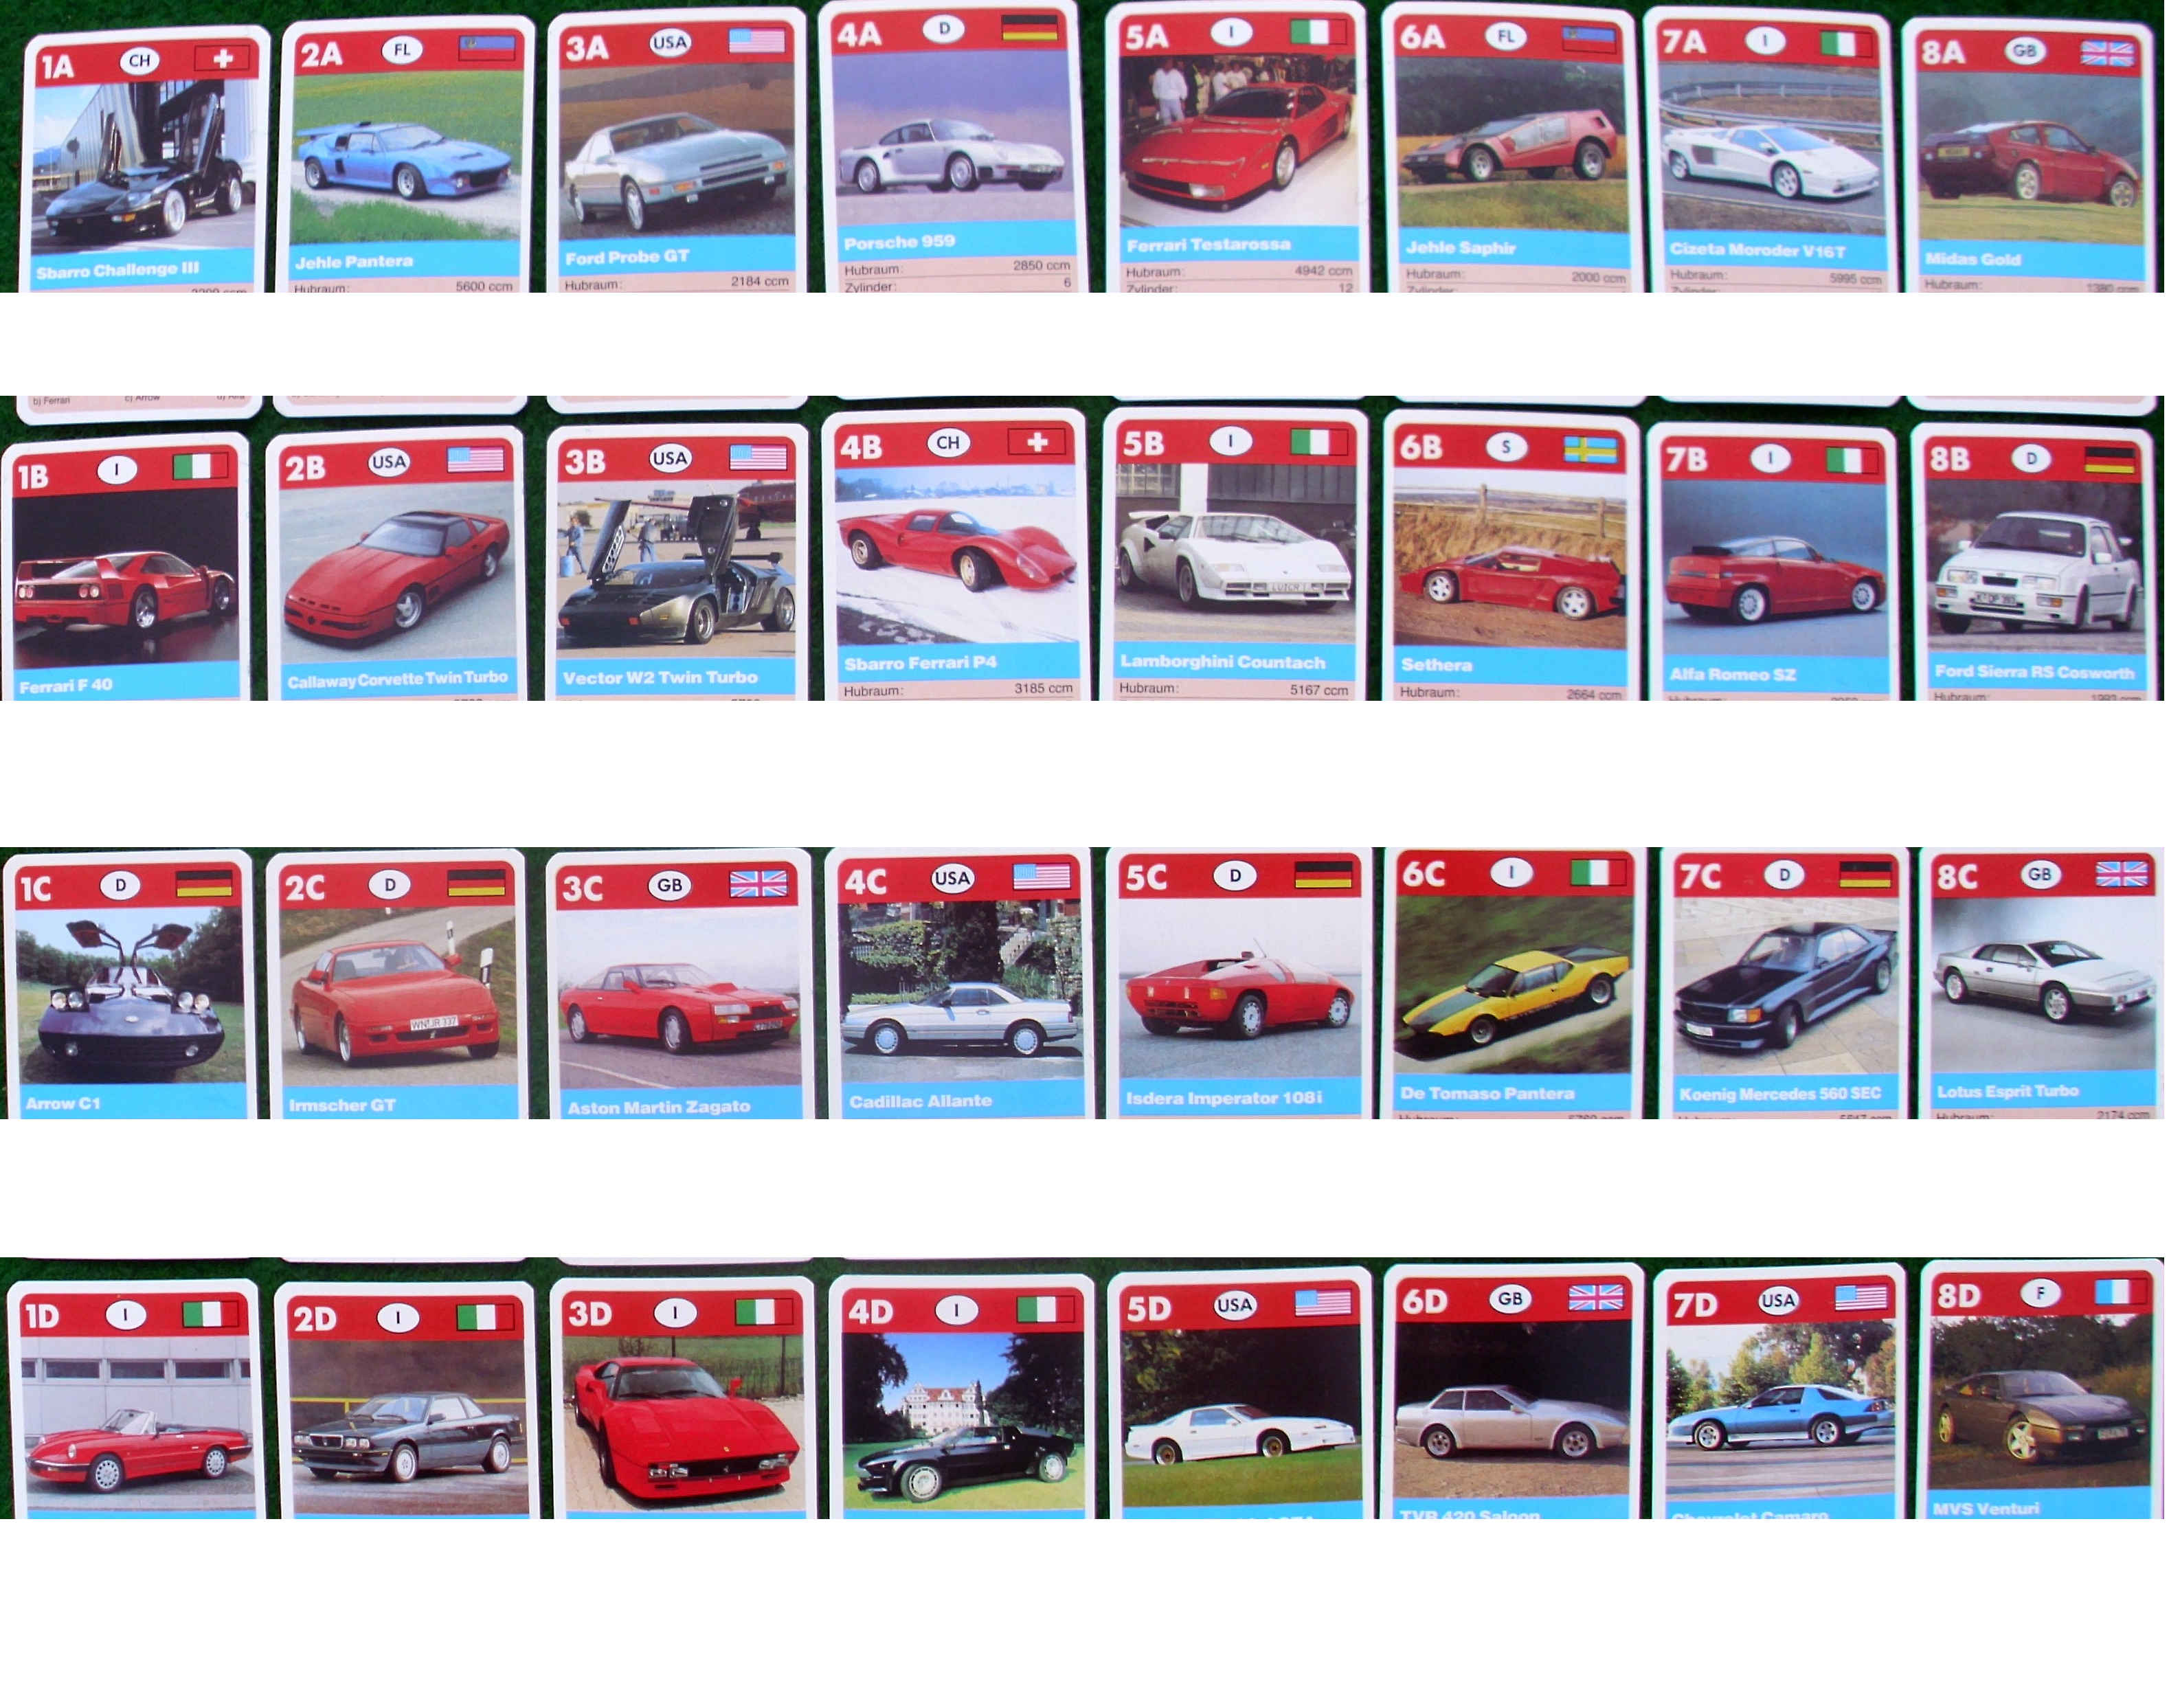 1A CH
Sbarro Challenge III
2A FL
Jehle Pantera
Hubraum: 5600 ccm
3A USA
Ford Probe GT
Hubraum: 2184 ccm
4A D
Porsche 959
Hubraum: 2850 ccm
Zylinder: 6
5A I
Ferrari Testarossa
Hubraum: 4942 ccm
Zylinder: 12
6A FL
Jehle Saphir
Hubraum: 2000 ccm
Zylinder:
7A I
Cizeta Moroder V16T
Hubraum: 5995 ccm
Zylinder:
8A GB
Midas Gold
Hubraum: 1380 ccm
b) Ferrari c) Arrow d) Alfa
1B I
Ferrari F 40
2B USA
Callaway Corvette Twin Turbo
3B USA
Vector W2 Twin Turbo
4B CH
Sbarro Ferrari P4
Hubraum: 3185 ccm
5B I
Lamborghini Countach
Hubraum: 5167 ccm
6B S
Sethera
Hubraum: 2664 ccm
7B I
Alfa Romeo SZ
8B D
Ford Sierra RS Cosworth
1C D
Arrow C1
2C D
WN JR 337
Irmscher GT
3C GB
Aston Martin Zagato
4C USA
Cadillac Allante
5C D
Isdera Imperator 108i
6C I
De Tomaso Pantera
7C D
Koenig Mercedes 560 SEC
8C GB
Lotus Esprit Turbo
Hubraum: 2174 ccm
1D I
2D I
3D I
4D I
5D USA
6D GB
TVR 420 Saloon
7D USA
Chevrolet Camaro
8D F
MVS Venturi